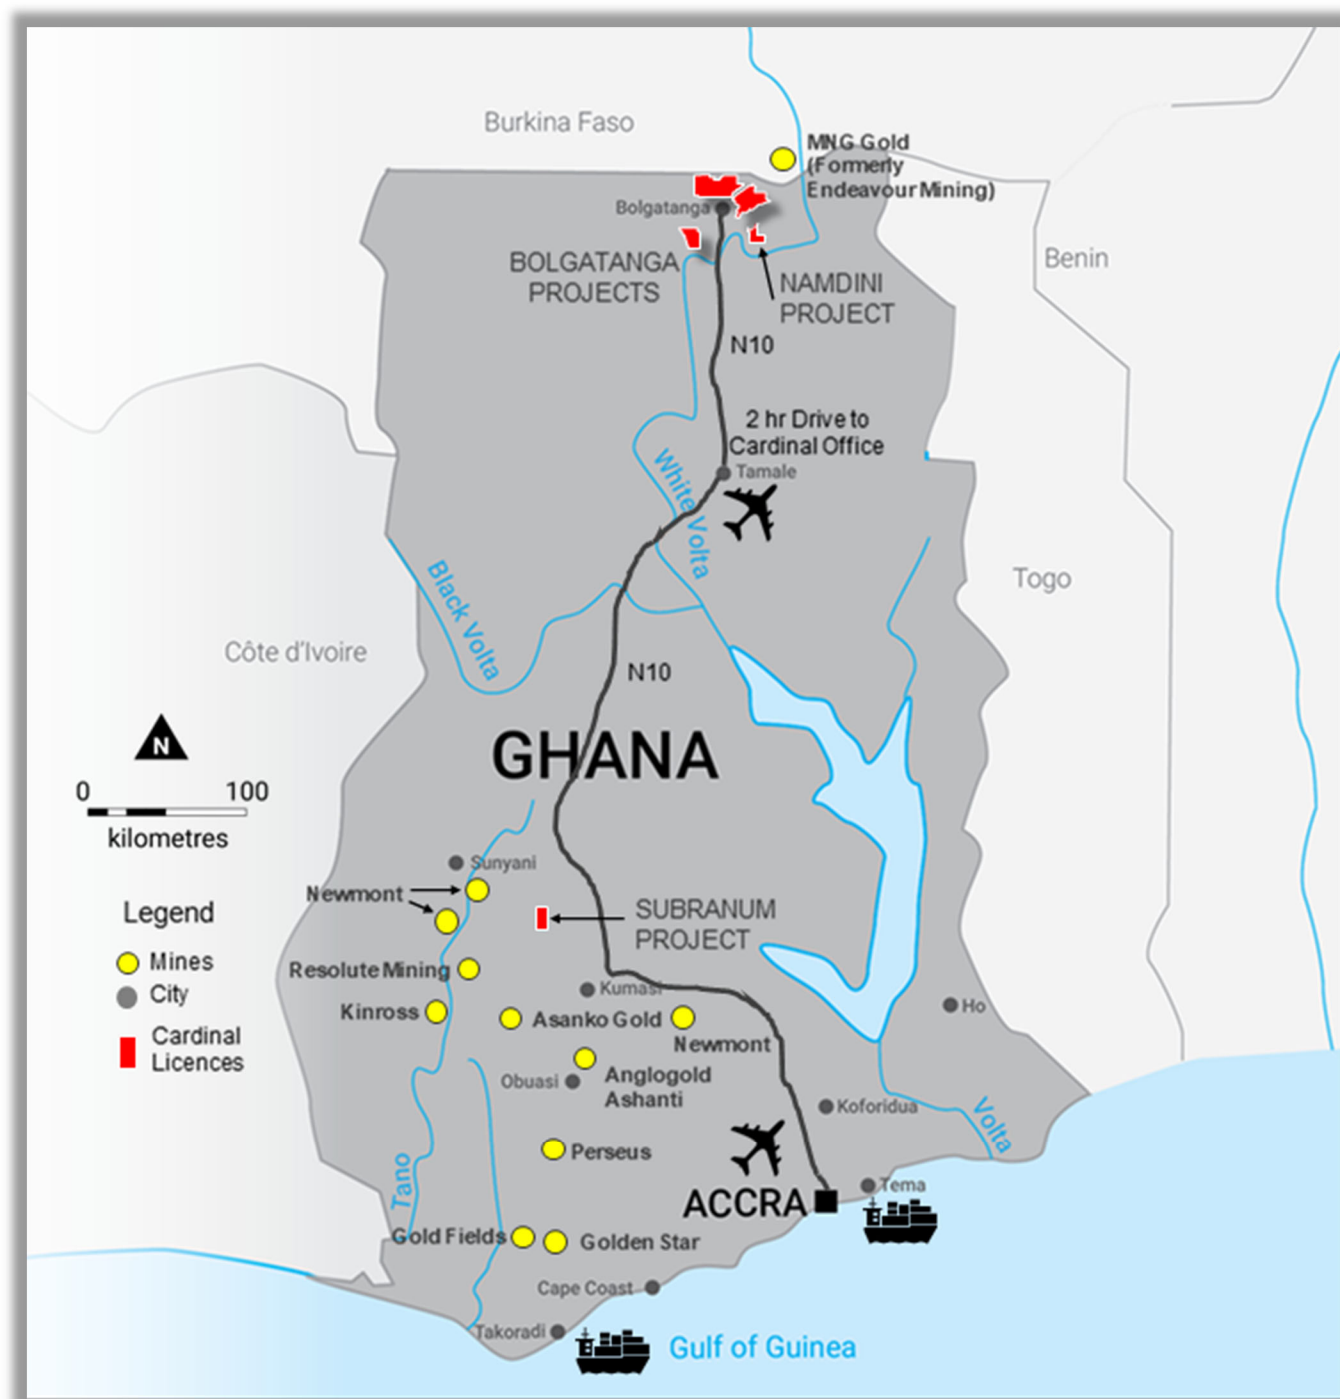 Burkina Faso
MNG Gold
(Formerly
Endeavour Mining)
Bolgatanga
BOLGATANGA
PROJECTS
NAMDINI
PROJECT
Benin
N10
2 hr Drive to
Cardinal Office
Tamale
White Volta
Black Volta
Togo
Côte d'Ivoire
N10
GHANA
N
0 100
kilometres
Sunyani
Newmont
Legend
Mines
City
Cardinal
Licences
SUBRANUM
PROJECT
Resolute Mining
Kumasi
Kinross
Asanko Gold
Newmont
Ho
Obuasi
Anglogold
Ashanti
Koforidua
Volta
Perseus
Tano
ACCRA
Tema
Gold Fields
Golden Star
Cape Coast
Takoradi
Gulf of Guinea